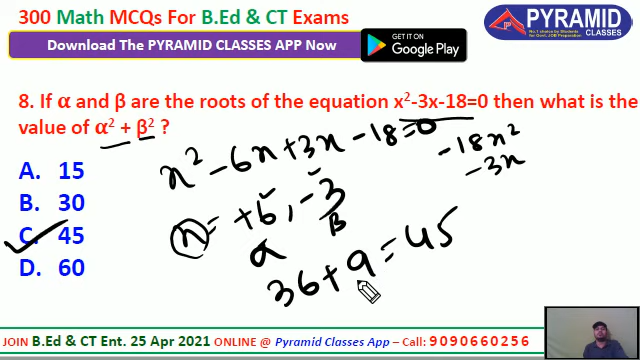 300 Math MCQs For B.Ed & CT Exams
PYRAMID
CLASSES
Download The PYRAMID CLASSES APP Now
GET IT ON
Google Play
8. If α and β are the roots of the equation x²-3x-18=0 then what is the
value of α² + β² ?
x² - 6x + 3x - 18 = 0
-18x²
-3x
A. 15
B. 30
C. 45
D. 60
x = +6, -3
α β
36 + 9 = 45
JOIN B.Ed & CT Ent. 25 Apr 2021 ONLINE @ Pyramid Classes App – Call: 9090660256